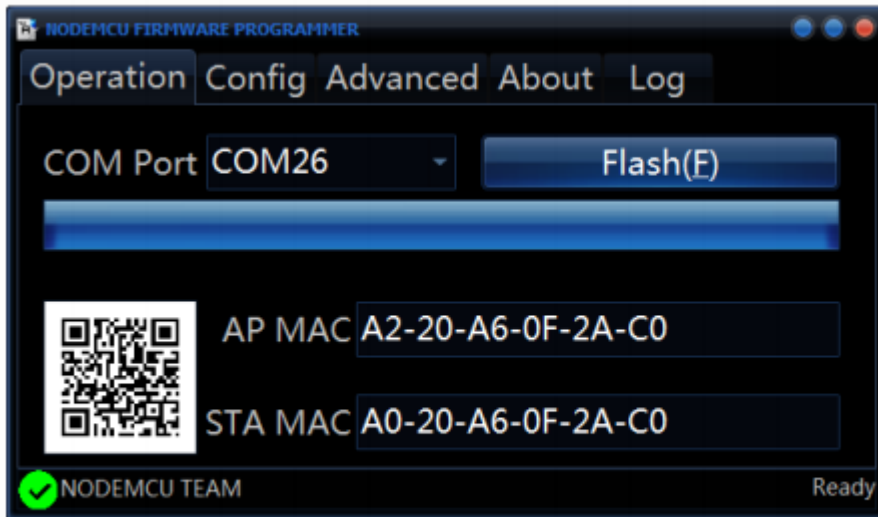 NODEMCU FIRMWARE PROGRAMMER
Operation Config Advanced About Log
COM Port COM26 Flash(F)
AP MAC A2-20-A6-0F-2A-C0
STA MAC A0-20-A6-0F-2A-C0
NODEMCU TEAM Ready